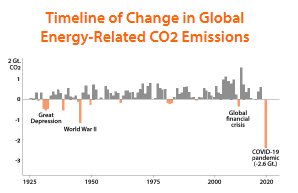 Timeline of Change in Global
Energy-Related CO2 Emissions
2 Gt.
CO2
1
0
-1
-2
-3
Great
Depression
World War II
Global
financial
crisis
COVID-19
pandemic
(-2.6 Gt.)
1925
1950
1975
2000
2020